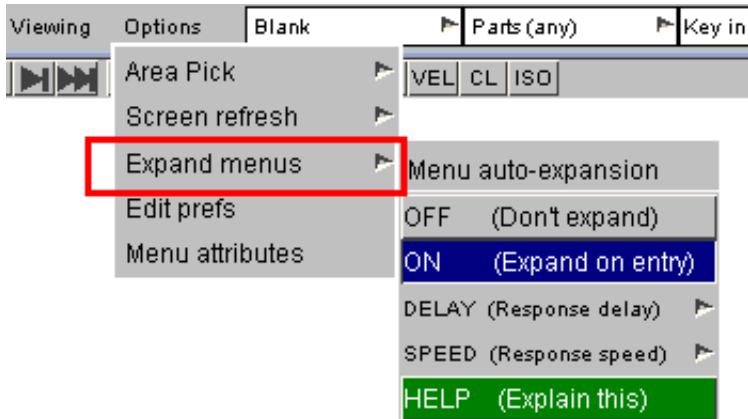 Viewing Options Blank Parts (any) Key in
Area Pick VEL CL ISO
Screen refresh
Expand menus
Menu auto-expansion
Edit prefs
OFF (Don't expand)
Menu attributes
ON (Expand on entry)
DELAY (Response delay)
SPEED (Response speed)
HELP (Explain this)